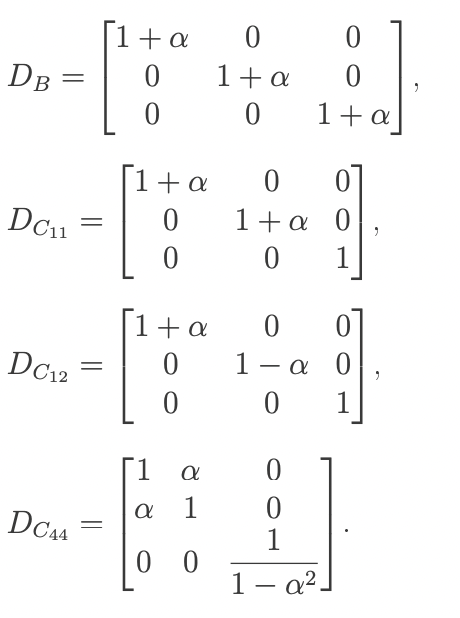 D_B = [1 + α 0 0
0 1 + α 0
0 0 1 + α],
D_{C_{11}} = [1 + α 0 0
0 1 + α 0
0 0 1],
D_{C_{12}} = [1 + α 0 0
0 1 − α 0
0 0 1],
D_{C_{44}} = [1 α 0
α 1 0
0 0 \frac{1}{1 − α^2}].